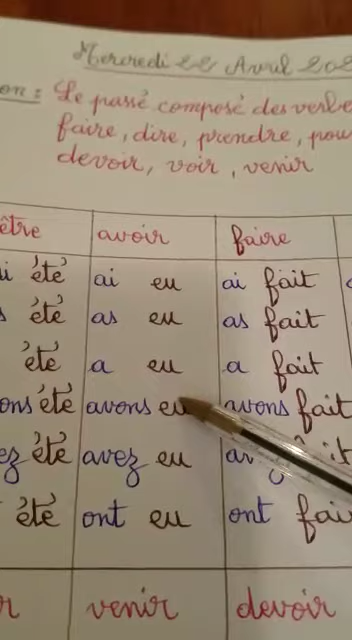 Mercredi 22 Avril 202
on : Le passé composé des verbe
faire, dire, prendre, pou
devoir, voir, venir
être avoir faire
i été ai eu ai fait
s été as eu as fait
été a eu a fait
ons été avons eu avons fait
ez été avez eu
été ont eu ont fai
r venir devoir